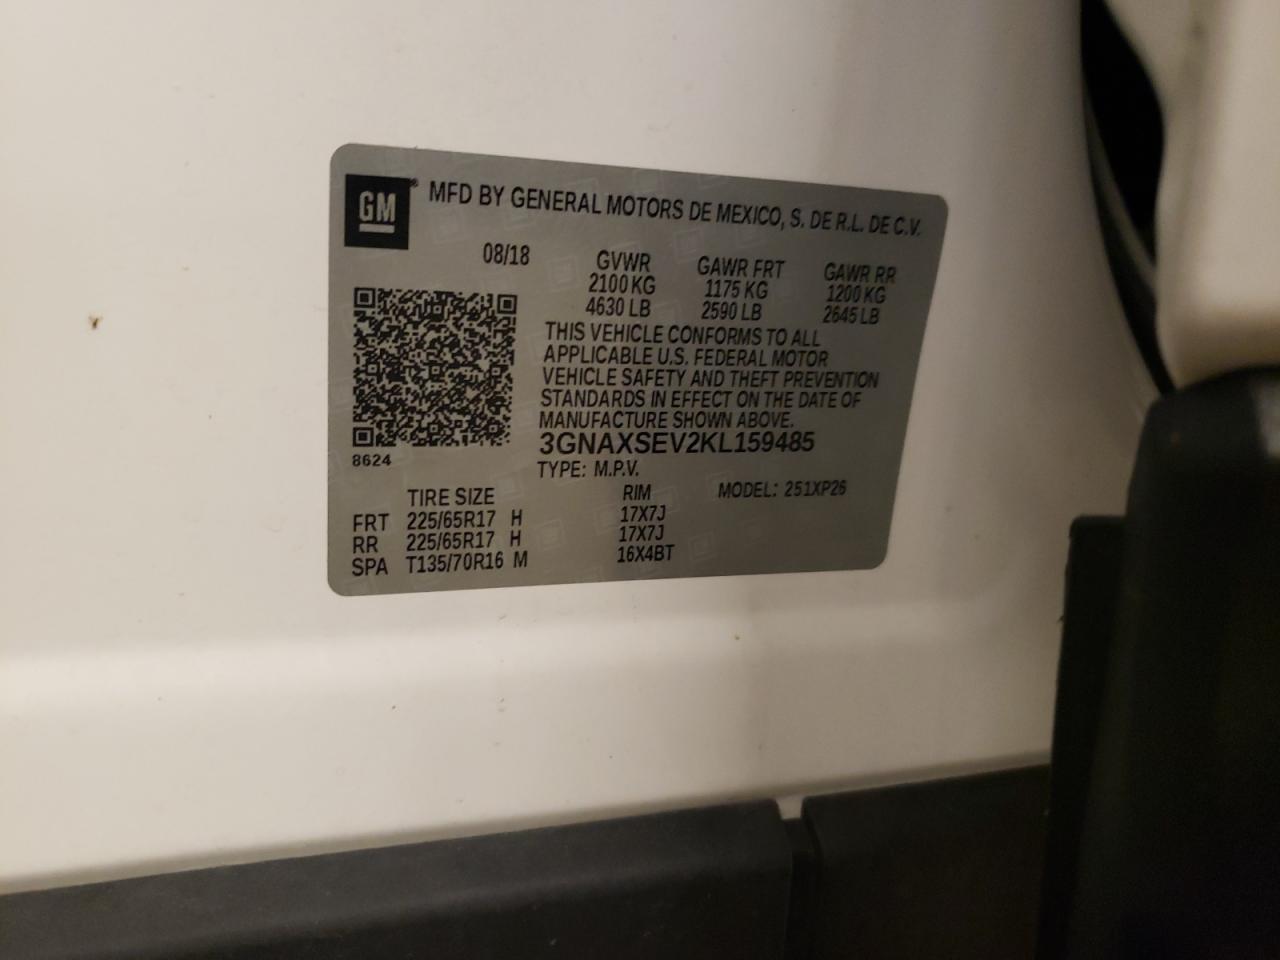 GM ® MFD BY GENERAL MOTORS DE MEXICO, S. DE R.L. DE C.V.
08/18 GVWR GAWR FRT GAWR RR
2100 KG 1175 KG 1200 KG
4630 LB 2590 LB 2645 LB
THIS VEHICLE CONFORMS TO ALL
APPLICABLE U.S. FEDERAL MOTOR
VEHICLE SAFETY AND THEFT PREVENTION
STANDARDS IN EFFECT ON THE DATE OF
MANUFACTURE SHOWN ABOVE.
3GNAXSEV2KL159485
8624
TYPE: M.P.V.
TIRE SIZE RIM MODEL: 251XP26
FRT 225/65R17 H 17X7J
RR 225/65R17 H 17X7J
SPA T135/70R16 M 16X4BT